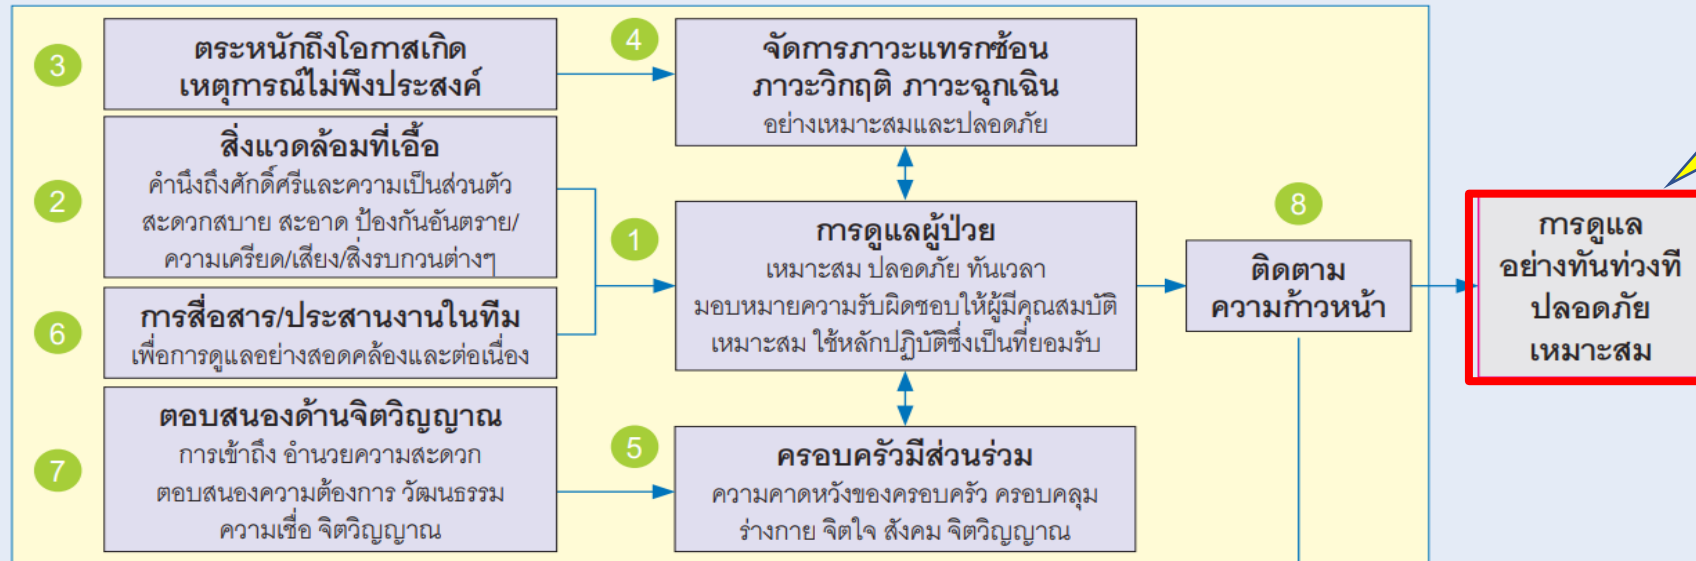 3
ตระหนักถึงโอกาสเกิด
เหตุการณ์ไม่พึงประสงค์
4
จัดการภาวะแทรกซ้อน
ภาวะวิกฤติ ภาวะฉุกเฉิน
อย่างเหมาะสมและปลอดภัย
2
สิ่งแวดล้อมที่เอื้อ
คำนึงถึงศักดิ์ศรีและความเป็นส่วนตัว
สะดวกสบาย สะอาด ป้องกันอันตราย/
ความเครียด/เสียง/สิ่งรบกวนต่างๆ
1
การดูแลผู้ป่วย
เหมาะสม ปลอดภัย ทันเวลา
มอบหมายความรับผิดชอบให้ผู้มีคุณสมบัติ
เหมาะสม ใช้หลักปฏิบัติซึ่งเป็นที่ยอมรับ
8
ติดตาม
ความก้าวหน้า
การดูแล
อย่างทันท่วงที
ปลอดภัย
เหมาะสม
6
การสื่อสาร/ประสานงานในทีม
เพื่อการดูแลอย่างสอดคล้องและต่อเนื่อง
7
ตอบสนองด้านจิตวิญญาณ
การเข้าถึง อำนวยความสะดวก
ตอบสนองความต้องการ วัฒนธรรม
ความเชื่อ จิตวิญญาณ
5
ครอบครัวมีส่วนร่วม
ความคาดหวังของครอบครัว ครอบคลุม
ร่างกาย จิตใจ สังคม จิตวิญญาณ